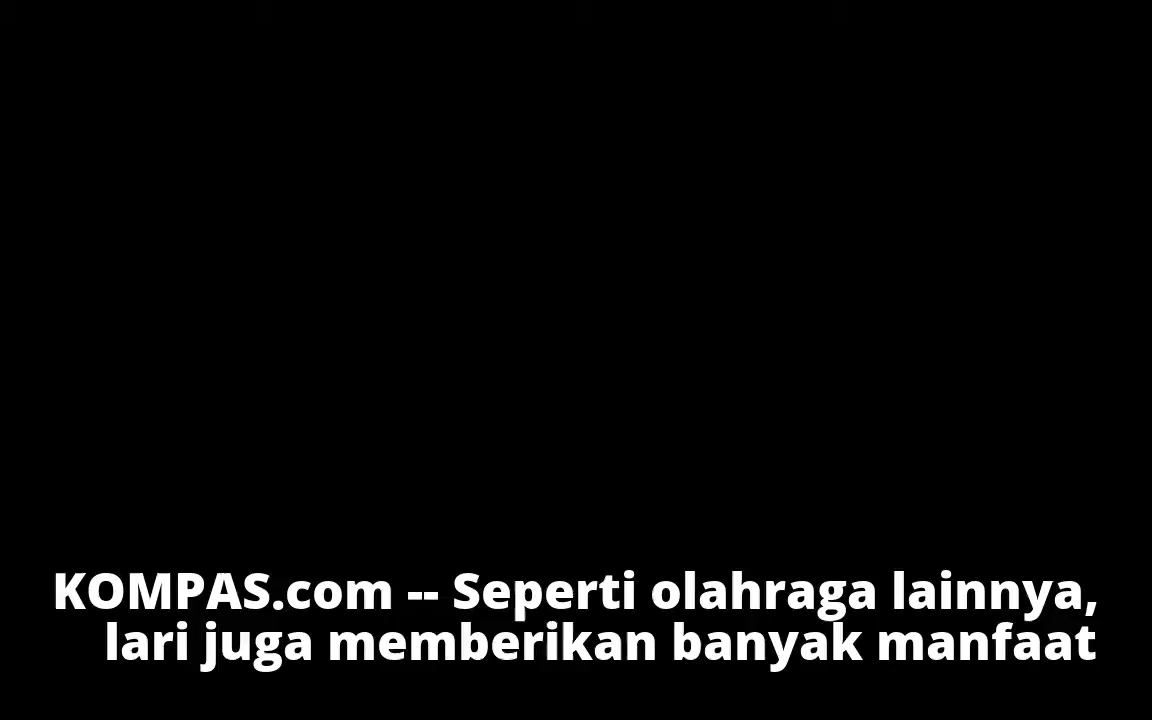 KOMPAS.com -- Seperti olahraga lainnya,
lari juga memberikan banyak manfaat